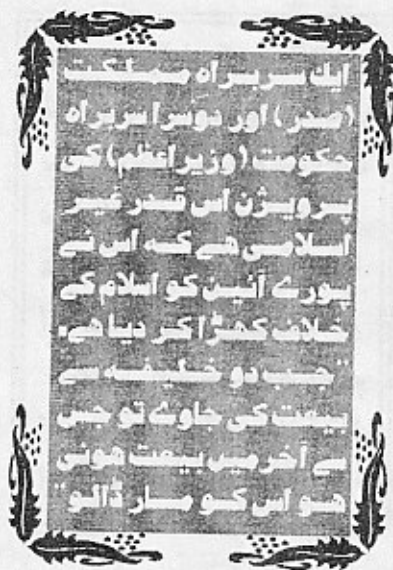 ایک سربراہ مملکت
(صدر) اور دوسرا سربراہ
حکومت (وزیراعظم) کی
پرویژن اس قدر غیر
اسلامی ہے کہ اس نے
پورے آئین کو اسلام کے
خلاف کھڑا کر دیا ہے۔
"جب دو خلیفہ سے
بیعت کی جاوے تو جس
سے آخر میں بیعت ہوئی
ہو اس کو مار ڈالو"